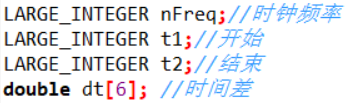 LARGE_INTEGER nFreq;//时钟频率
LARGE_INTEGER t1;//开始
LARGE_INTEGER t2;//结束
double dt[6]; //时间差